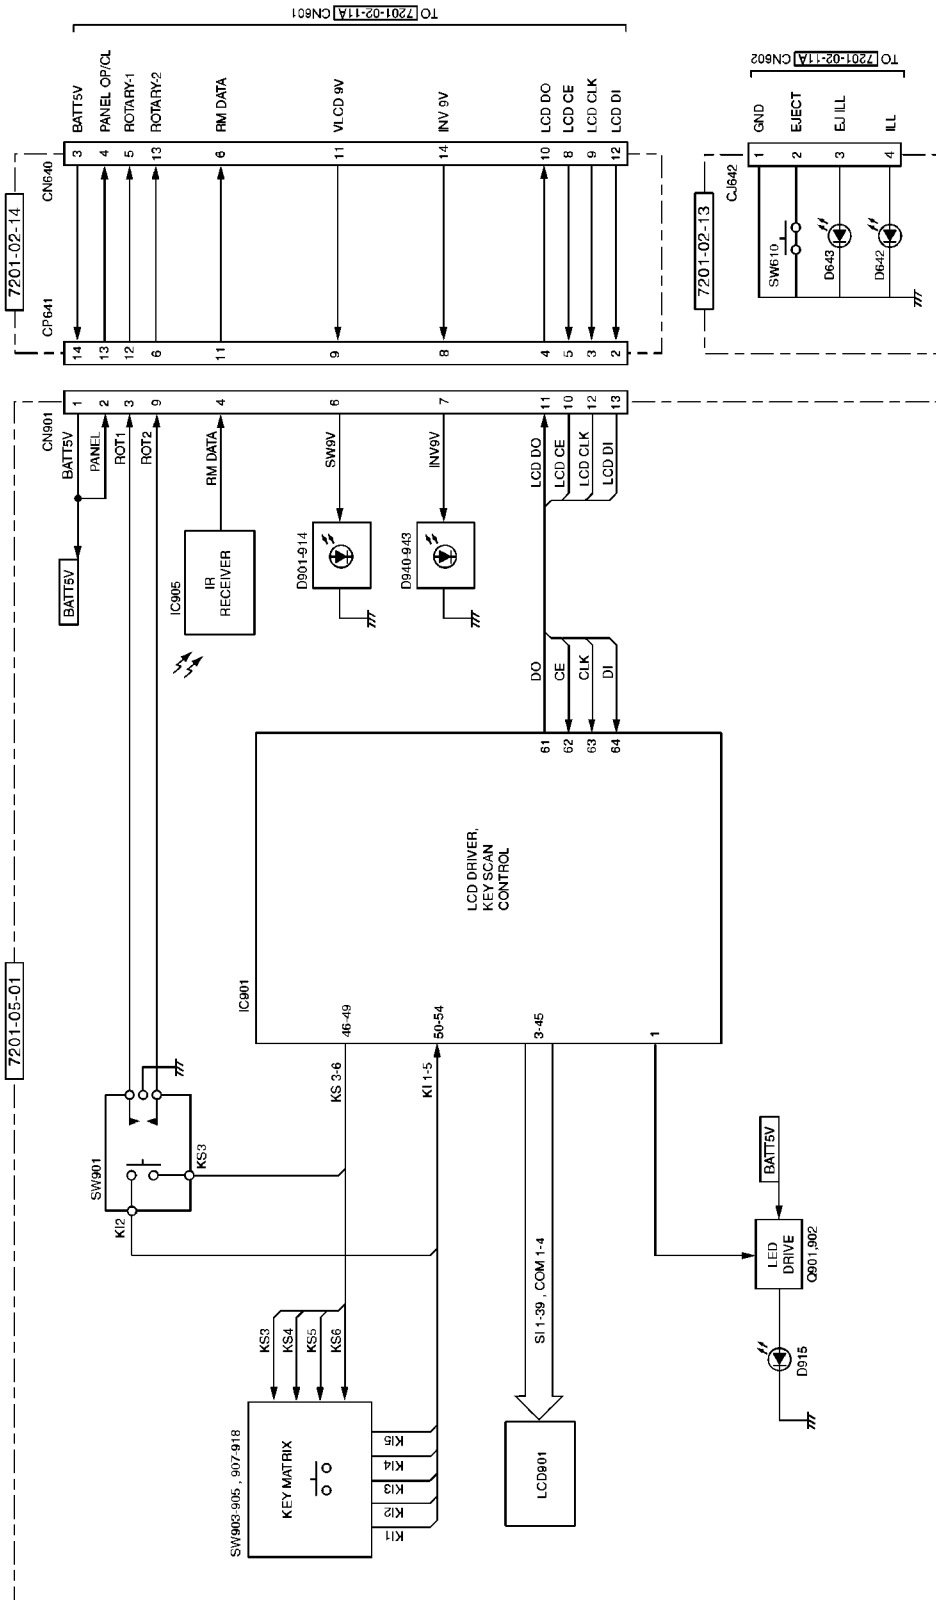 TO 7201-02-11A CN601
BATT5V
PANEL OP/CL
ROTARY-1
ROTARY-2
RM DATA
VLCD 9V
INV 9V
LCD DO
LCD CE
LCD CLK
LCD DI
CN640
3
4
5
13
6
11
14
10
8
9
12
7201-02-14
CP641
14
13
12
6
11
9
8
4
5
3
2
TO 7201-02-11A CN602
GND
EJECT
EJ ILL
ILL
CJ642
1
2
3
4
7201-02-13
SW610
D643
D642
CN901
1
2
3
9
4
6
7
11
10
12
13
BATT5V
PANEL
ROT1
ROT2
RM DATA
SW9V
INV9V
LCD DO
LCD CE
LCD CLK
LCD DI
BATT5V
IC905
IR
RECEIVER
D901-914
D940-943
DO
CE
CLK
DI
61
62
63
64
7201-05-01
IC901
LCD DRIVER,
KEY SCAN
CONTROL
46-49
50-54
3-45
1
KS 3-6
KI 1-5
SI 1-39 , COM 1-4
SW901
KI2
KS3
KS3
KS4
KS5
KS6
KEY MATRIX
SW903-905 , 907-918
KI1
KI2
KI3
KI4
KI5
LCD901
BATT5V
LED
DRIVE
Q901,902
D915